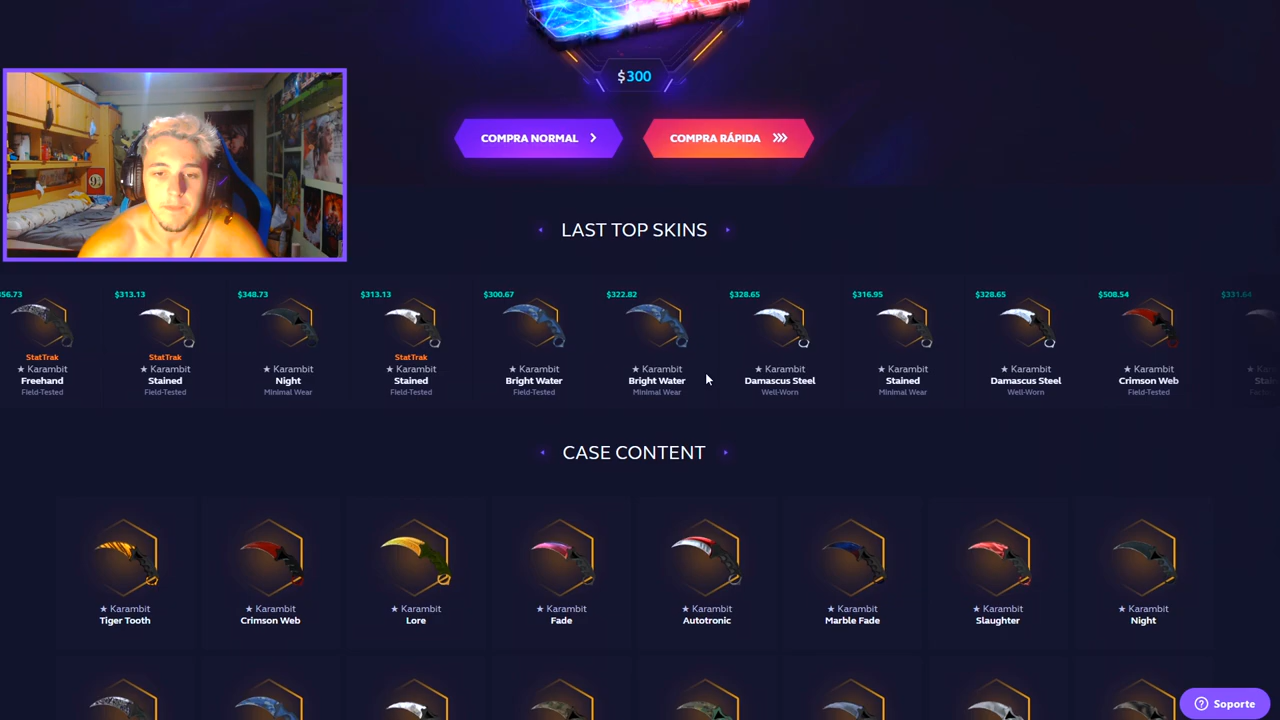 $300
COMPRA NORMAL
COMPRA RÁPIDA
LAST TOP SKINS
56.73
$313.13
$348.73
$313.13
$300.67
$322.82
$328.65
$316.95
$328.65
$508.54
$331.64
StatTrak
StatTrak
StatTrak
★ Karambit
★ Karambit
★ Karambit
★ Karambit
★ Karambit
★ Karambit
★ Karambit
★ Karambit
★ Karambit
★ Karambit
Freehand
Stained
Night
Stained
Bright Water
Bright Water
Damascus Steel
Stained
Damascus Steel
Crimson Web
Field-Tested
Field-Tested
Minimal Wear
Field-Tested
Field-Tested
Minimal Wear
Well-Worn
Minimal Wear
Well-Worn
Field-Tested
CASE CONTENT
★ Karambit
★ Karambit
★ Karambit
★ Karambit
★ Karambit
★ Karambit
★ Karambit
★ Karambit
Tiger Tooth
Crimson Web
Lore
Fade
Autotronic
Marble Fade
Slaughter
Night
Soporte